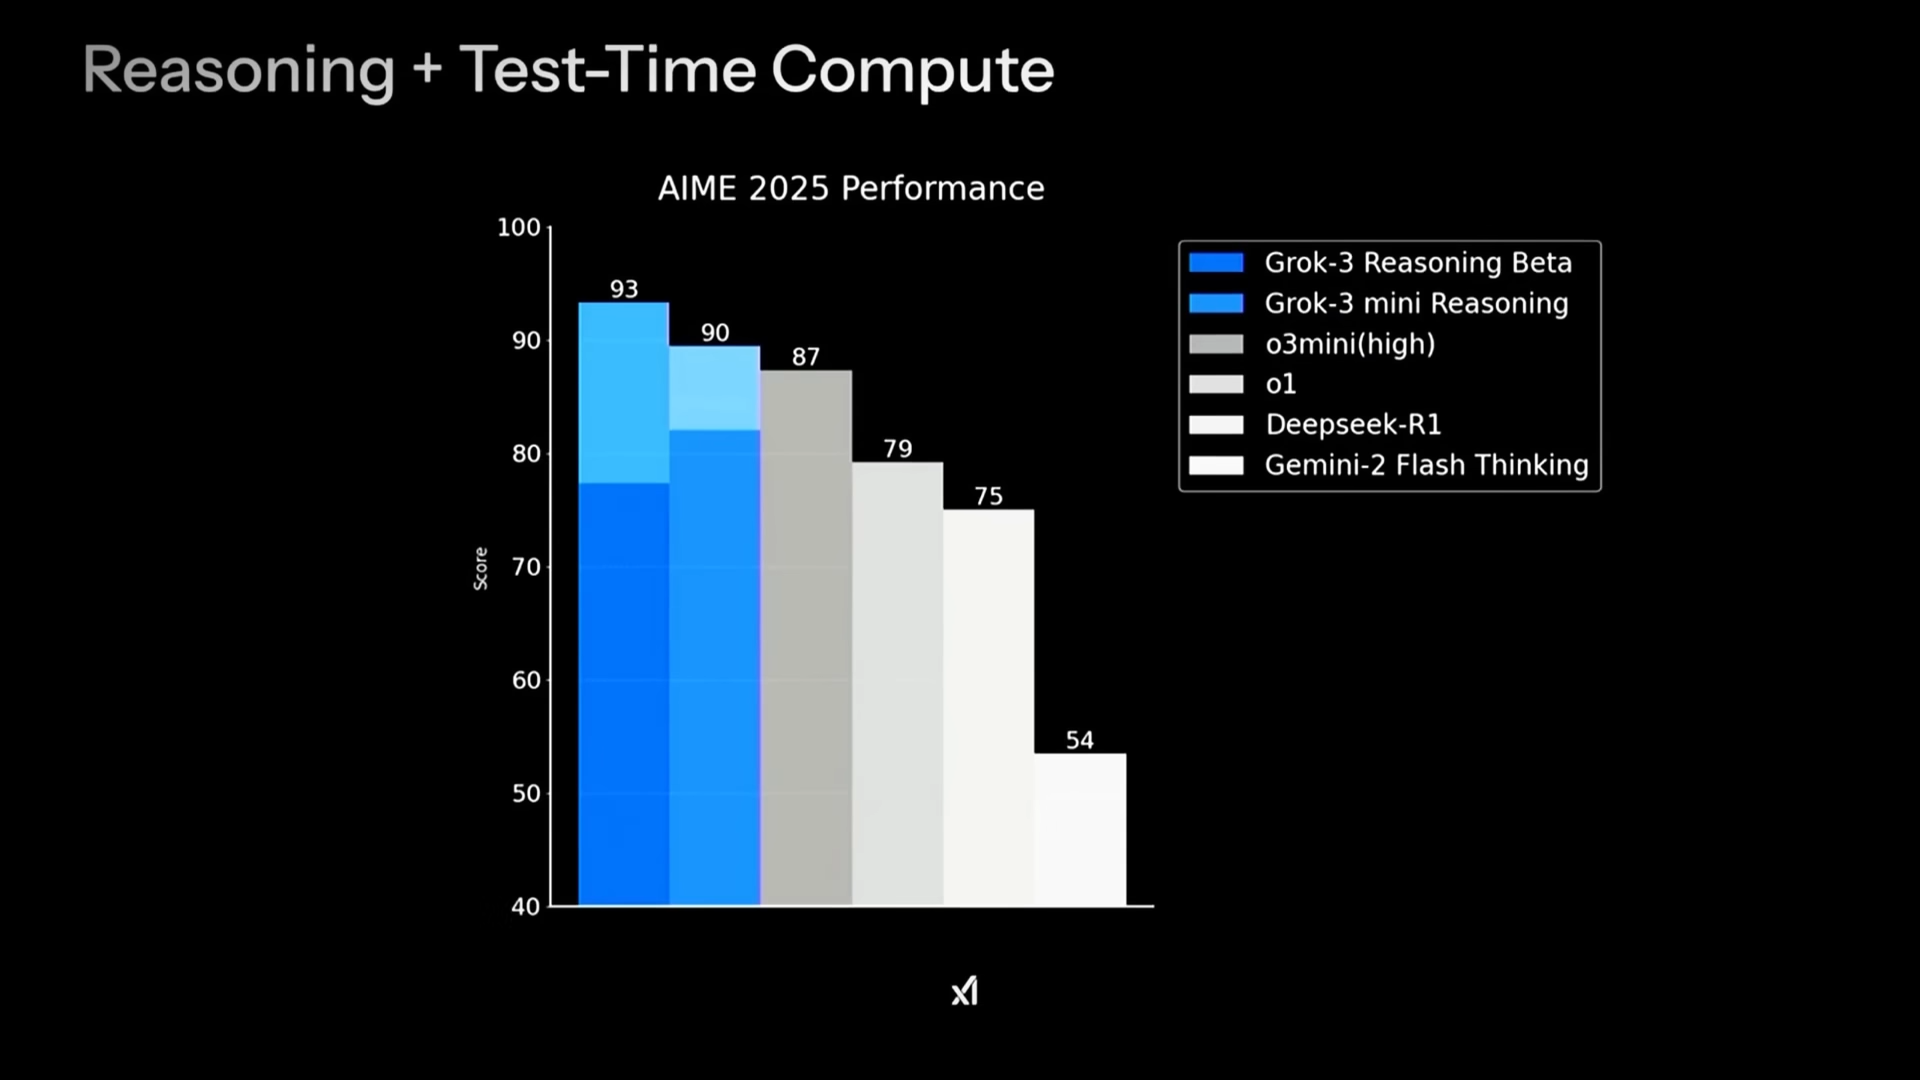 Reasoning + Test-Time Compute
AIME 2025 Performance
100
90
80
70
60
50
40
Score
93
90
87
79
75
54
Grok-3 Reasoning Beta
Grok-3 mini Reasoning
o3mini(high)
o1
Deepseek-R1
Gemini-2 Flash Thinking
xI